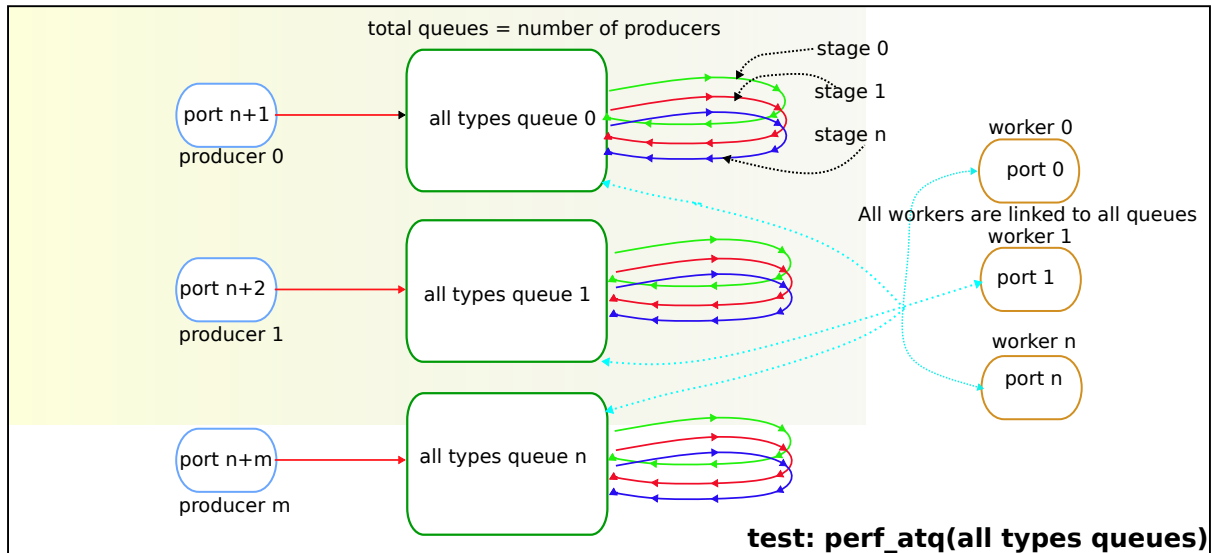 total queues = number of producers
stage 0
stage 1
stage n
port n+1
producer 0
all types queue 0
worker 0
port 0
All workers are linked to all queues
worker 1
port 1
port n+2
producer 1
all types queue 1
worker n
port n
port n+m
producer m
all types queue n
test: perf_atq(all types queues)